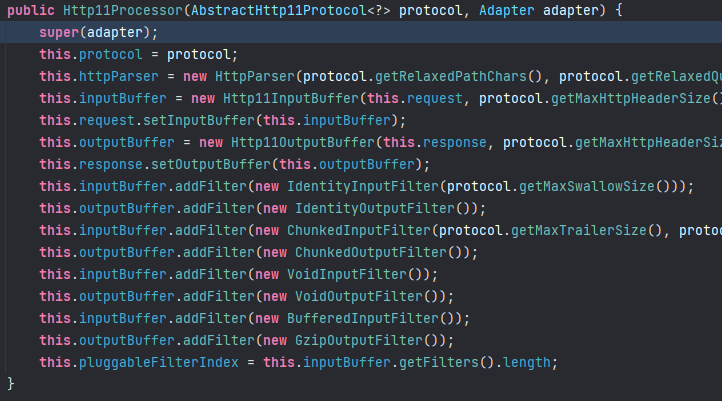 public Http11Processor(AbstractHttp11Protocol<?> protocol, Adapter adapter) {
    super(adapter);
    this.protocol = protocol;
    this.httpParser = new HttpParser(protocol.getRelaxedPathChars(), protocol.getRelaxedQu
    this.inputBuffer = new Http11InputBuffer(this.request, protocol.getMaxHttpHeaderSize()
    this.request.setInputBuffer(this.inputBuffer);
    this.outputBuffer = new Http11OutputBuffer(this.response, protocol.getMaxHttpHeaderSiz
    this.response.setOutputBuffer(this.outputBuffer);
    this.inputBuffer.addFilter(new IdentityInputFilter(protocol.getMaxSwallowSize()));
    this.outputBuffer.addFilter(new IdentityOutputFilter());
    this.inputBuffer.addFilter(new ChunkedInputFilter(protocol.getMaxTrailerSize(), proto
    this.outputBuffer.addFilter(new ChunkedOutputFilter());
    this.inputBuffer.addFilter(new VoidInputFilter());
    this.outputBuffer.addFilter(new VoidOutputFilter());
    this.inputBuffer.addFilter(new BufferedInputFilter());
    this.outputBuffer.addFilter(new GzipOutputFilter());
    this.pluggableFilterIndex = this.inputBuffer.getFilters().length;
}